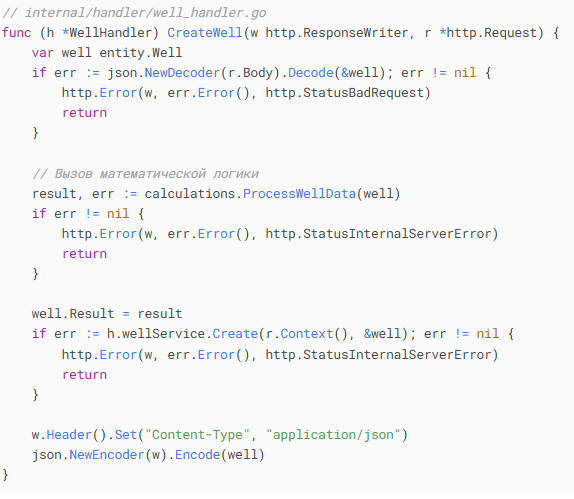 // internal/handler/well_handler.go
func (h *WellHandler) CreateWell(w http.ResponseWriter, r *http.Request) {
    var well entity.Well
    if err := json.NewDecoder(r.Body).Decode(&well); err != nil {
        http.Error(w, err.Error(), http.StatusBadRequest)
        return
    }

    // Вызов математической логики
    result, err := calculations.ProcessWellData(well)
    if err != nil {
        http.Error(w, err.Error(), http.StatusInternalServerError)
        return
    }

    well.Result = result
    if err := h.wellService.Create(r.Context(), &well); err != nil {
        http.Error(w, err.Error(), http.StatusInternalServerError)
        return
    }

    w.Header().Set("Content-Type", "application/json")
    json.NewEncoder(w).Encode(well)
}